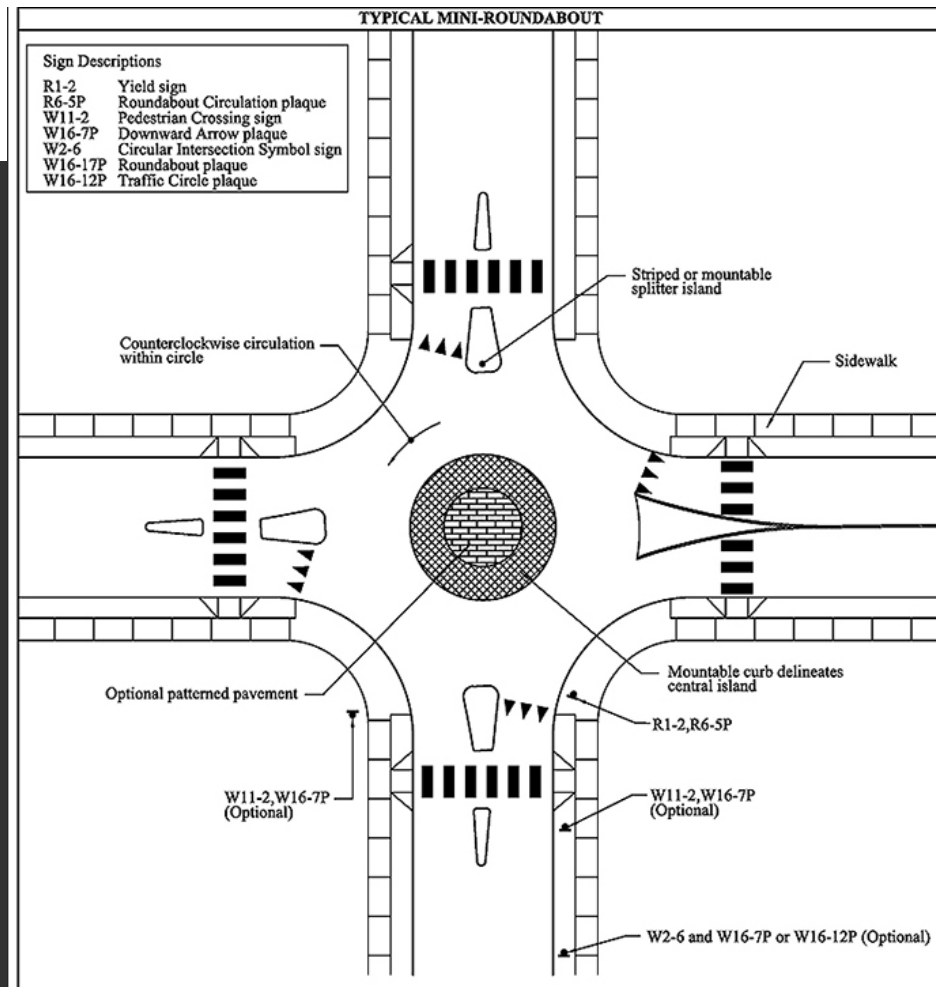 TYPICAL MINI-ROUNDABOUT
Sign Descriptions
R1-2 Yield sign
R6-5P Roundabout Circulation plaque
W11-2 Pedestrian Crossing sign
W16-7P Downward Arrow plaque
W2-6 Circular Intersection Symbol sign
W16-17P Roundabout plaque
W16-12P Traffic Circle plaque
Striped or mountable
splitter island
Counterclockwise circulation
within circle
Sidewalk
Optional patterned pavement
Mountable curb delineates
central island
R1-2,R6-5P
W11-2,W16-7P
(Optional)
W11-2,W16-7P
(Optional)
W2-6 and W16-7P or W16-12P (Optional)